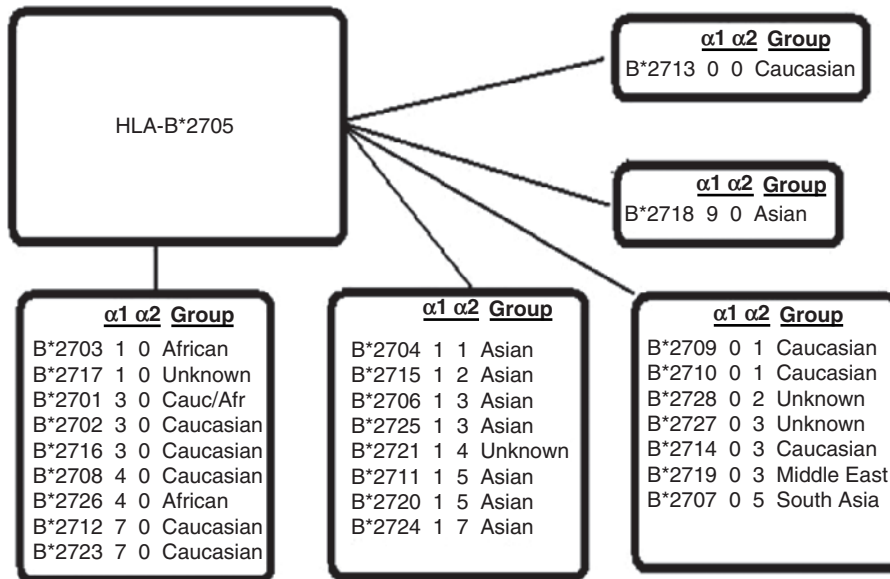 HLA-B*2705
α1 α2 Group
B*2713 0 0 Caucasian
α1 α2 Group
B*2718 9 0 Asian
α1 α2 Group
B*2703 1 0 African
B*2717 1 0 Unknown
B*2701 3 0 Cauc/Afr
B*2702 3 0 Caucasian
B*2716 3 0 Caucasian
B*2708 4 0 Caucasian
B*2726 4 0 African
B*2712 7 0 Caucasian
B*2723 7 0 Caucasian
α1 α2 Group
B*2704 1 1 Asian
B*2715 1 2 Asian
B*2706 1 3 Asian
B*2725 1 3 Asian
B*2721 1 4 Unknown
B*2711 1 5 Asian
B*2720 1 5 Asian
B*2724 1 7 Asian
α1 α2 Group
B*2709 0 1 Caucasian
B*2710 0 1 Caucasian
B*2728 0 2 Unknown
B*2727 0 3 Unknown
B*2714 0 3 Caucasian
B*2719 0 3 Middle East
B*2707 0 5 South Asia